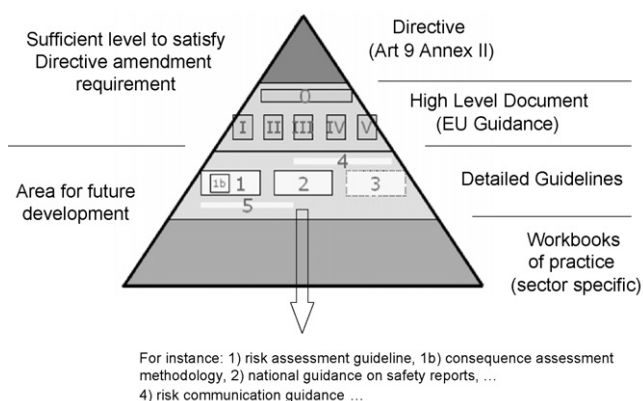 Sufficient level to satisfy
Directive amendment
requirement
Directive
(Art 9 Annex II)
0
I II III IV V
High Level Document
(EU Guidance)
4
Area for future
development
1b 1 2 3
5
Detailed Guidelines
Workbooks
of practice
(sector specific)
For instance: 1) risk assessment guideline, 1b) consequence assessment
methodology, 2) national guidance on safety reports, ...
4) risk communication guidance ...